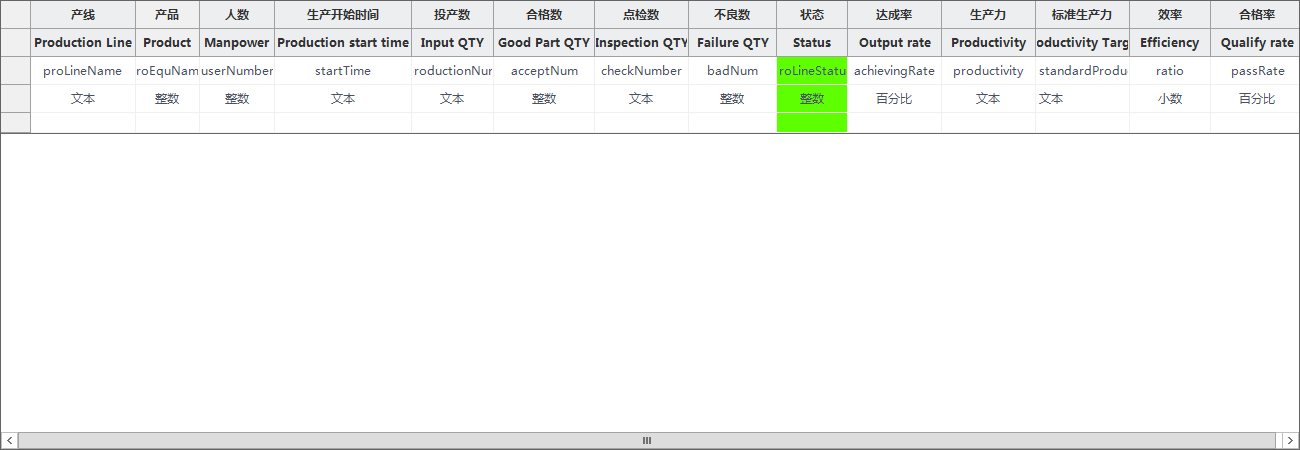 产线 产品 人数 生产开始时间 投产数 合格数 点检数 不良数 状态 达成率 生产力 标准生产力 效率 合格率
Production Line Product Manpower Production start time Input QTY Good Part QTY Inspection QTY Failure QTY Status Output rate Productivity oductivity Targ Efficiency Qualify rate
proLineName roEquNam userNumber startTime roductionNur acceptNum checkNumber badNum roLineStatu achievingRate productivity standardProdu ratio passRate
文本 整数 整数 文本 文本 整数 文本 整数 整数 百分比 文本 文本 小数 百分比